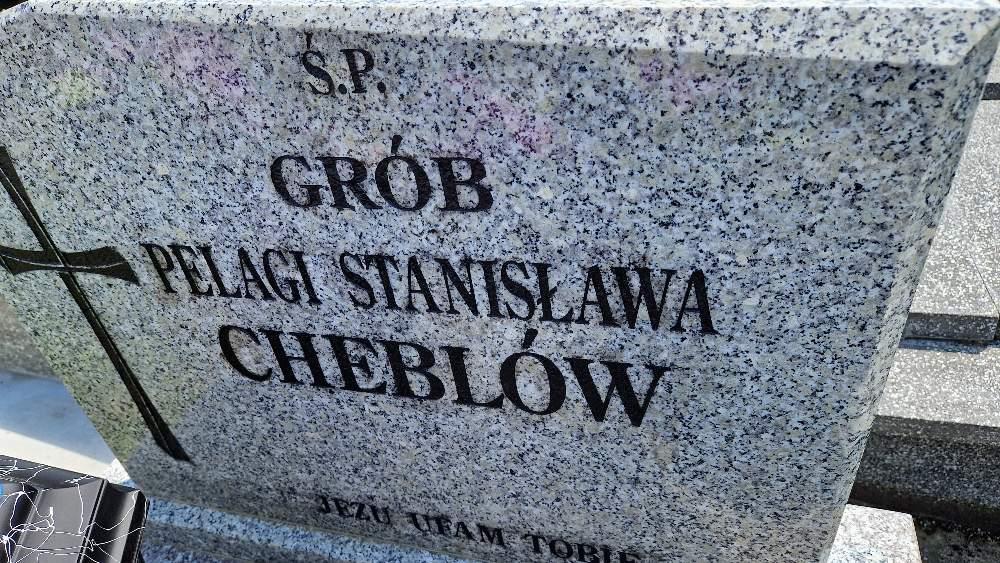 Ś.P.
GRÓB
PELAGI STANISŁAWA
CHEBLÓW
JEZU UFAM TOBIE